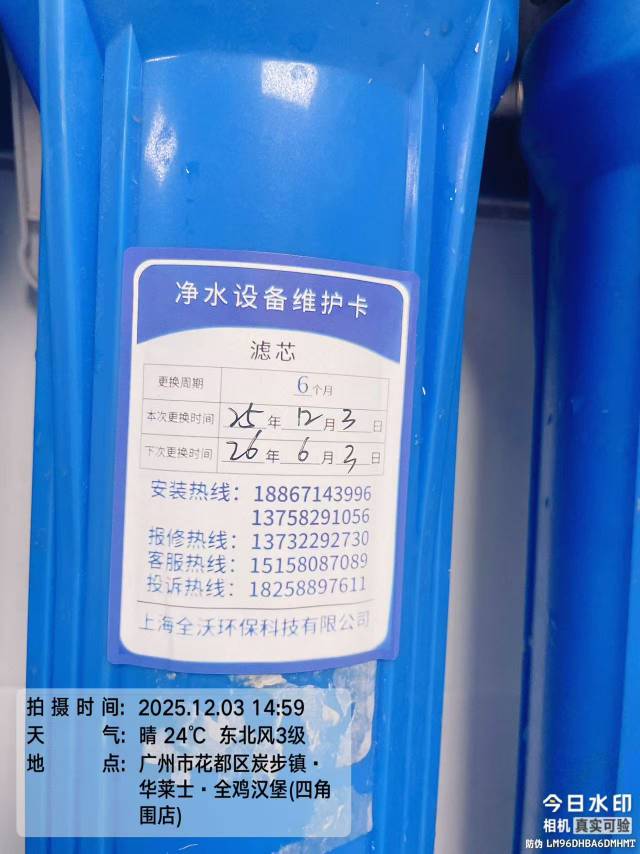 净水设备维护卡
滤芯
更换周期 6个月
本次更换时间 25年 12月 3日
下次更换时间 26年 6月 3日
安装热线：18867143996
13758291056
报修热线：13732292730
客服热线：15158087089
投诉热线：18258897611
上海全沃环保科技有限公司
拍摄时间：2025.12.03 14:59
天气：晴 24℃ 东北风3级
地点：广州市花都区炭步镇·
华莱士·全鸡汉堡(四角
围店)
今日水印
相机 真实可验
防伪 LM96DHBA6DMHMT